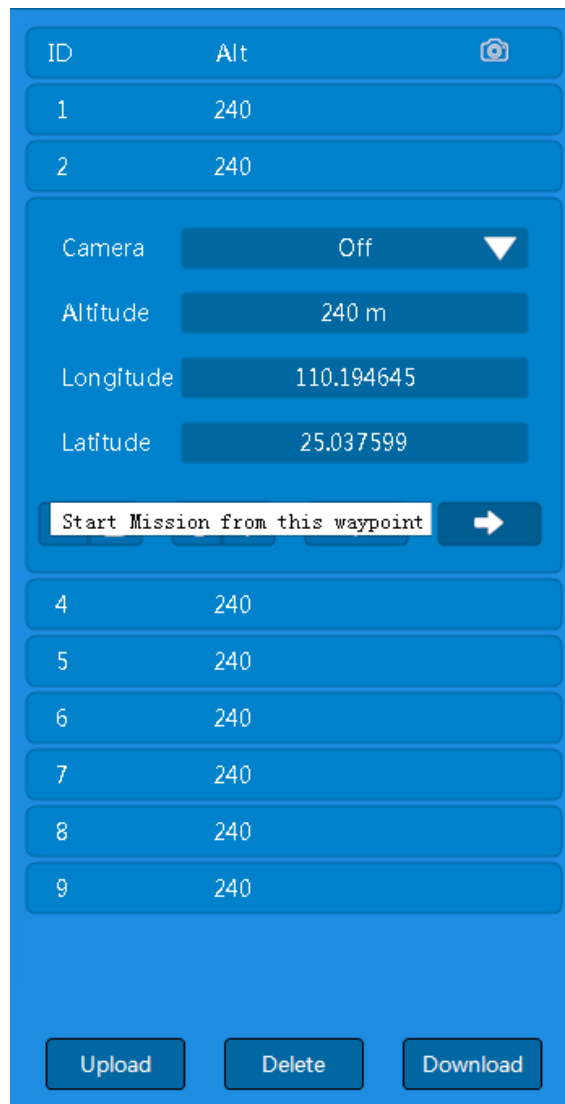 ID Alt
1 240
2 240
Camera Off
Altitude 240 m
Longitude 110.194645
Latitude 25.037599
Start Mission from this waypoint
4 240
5 240
6 240
7 240
8 240
9 240
Upload Delete Download